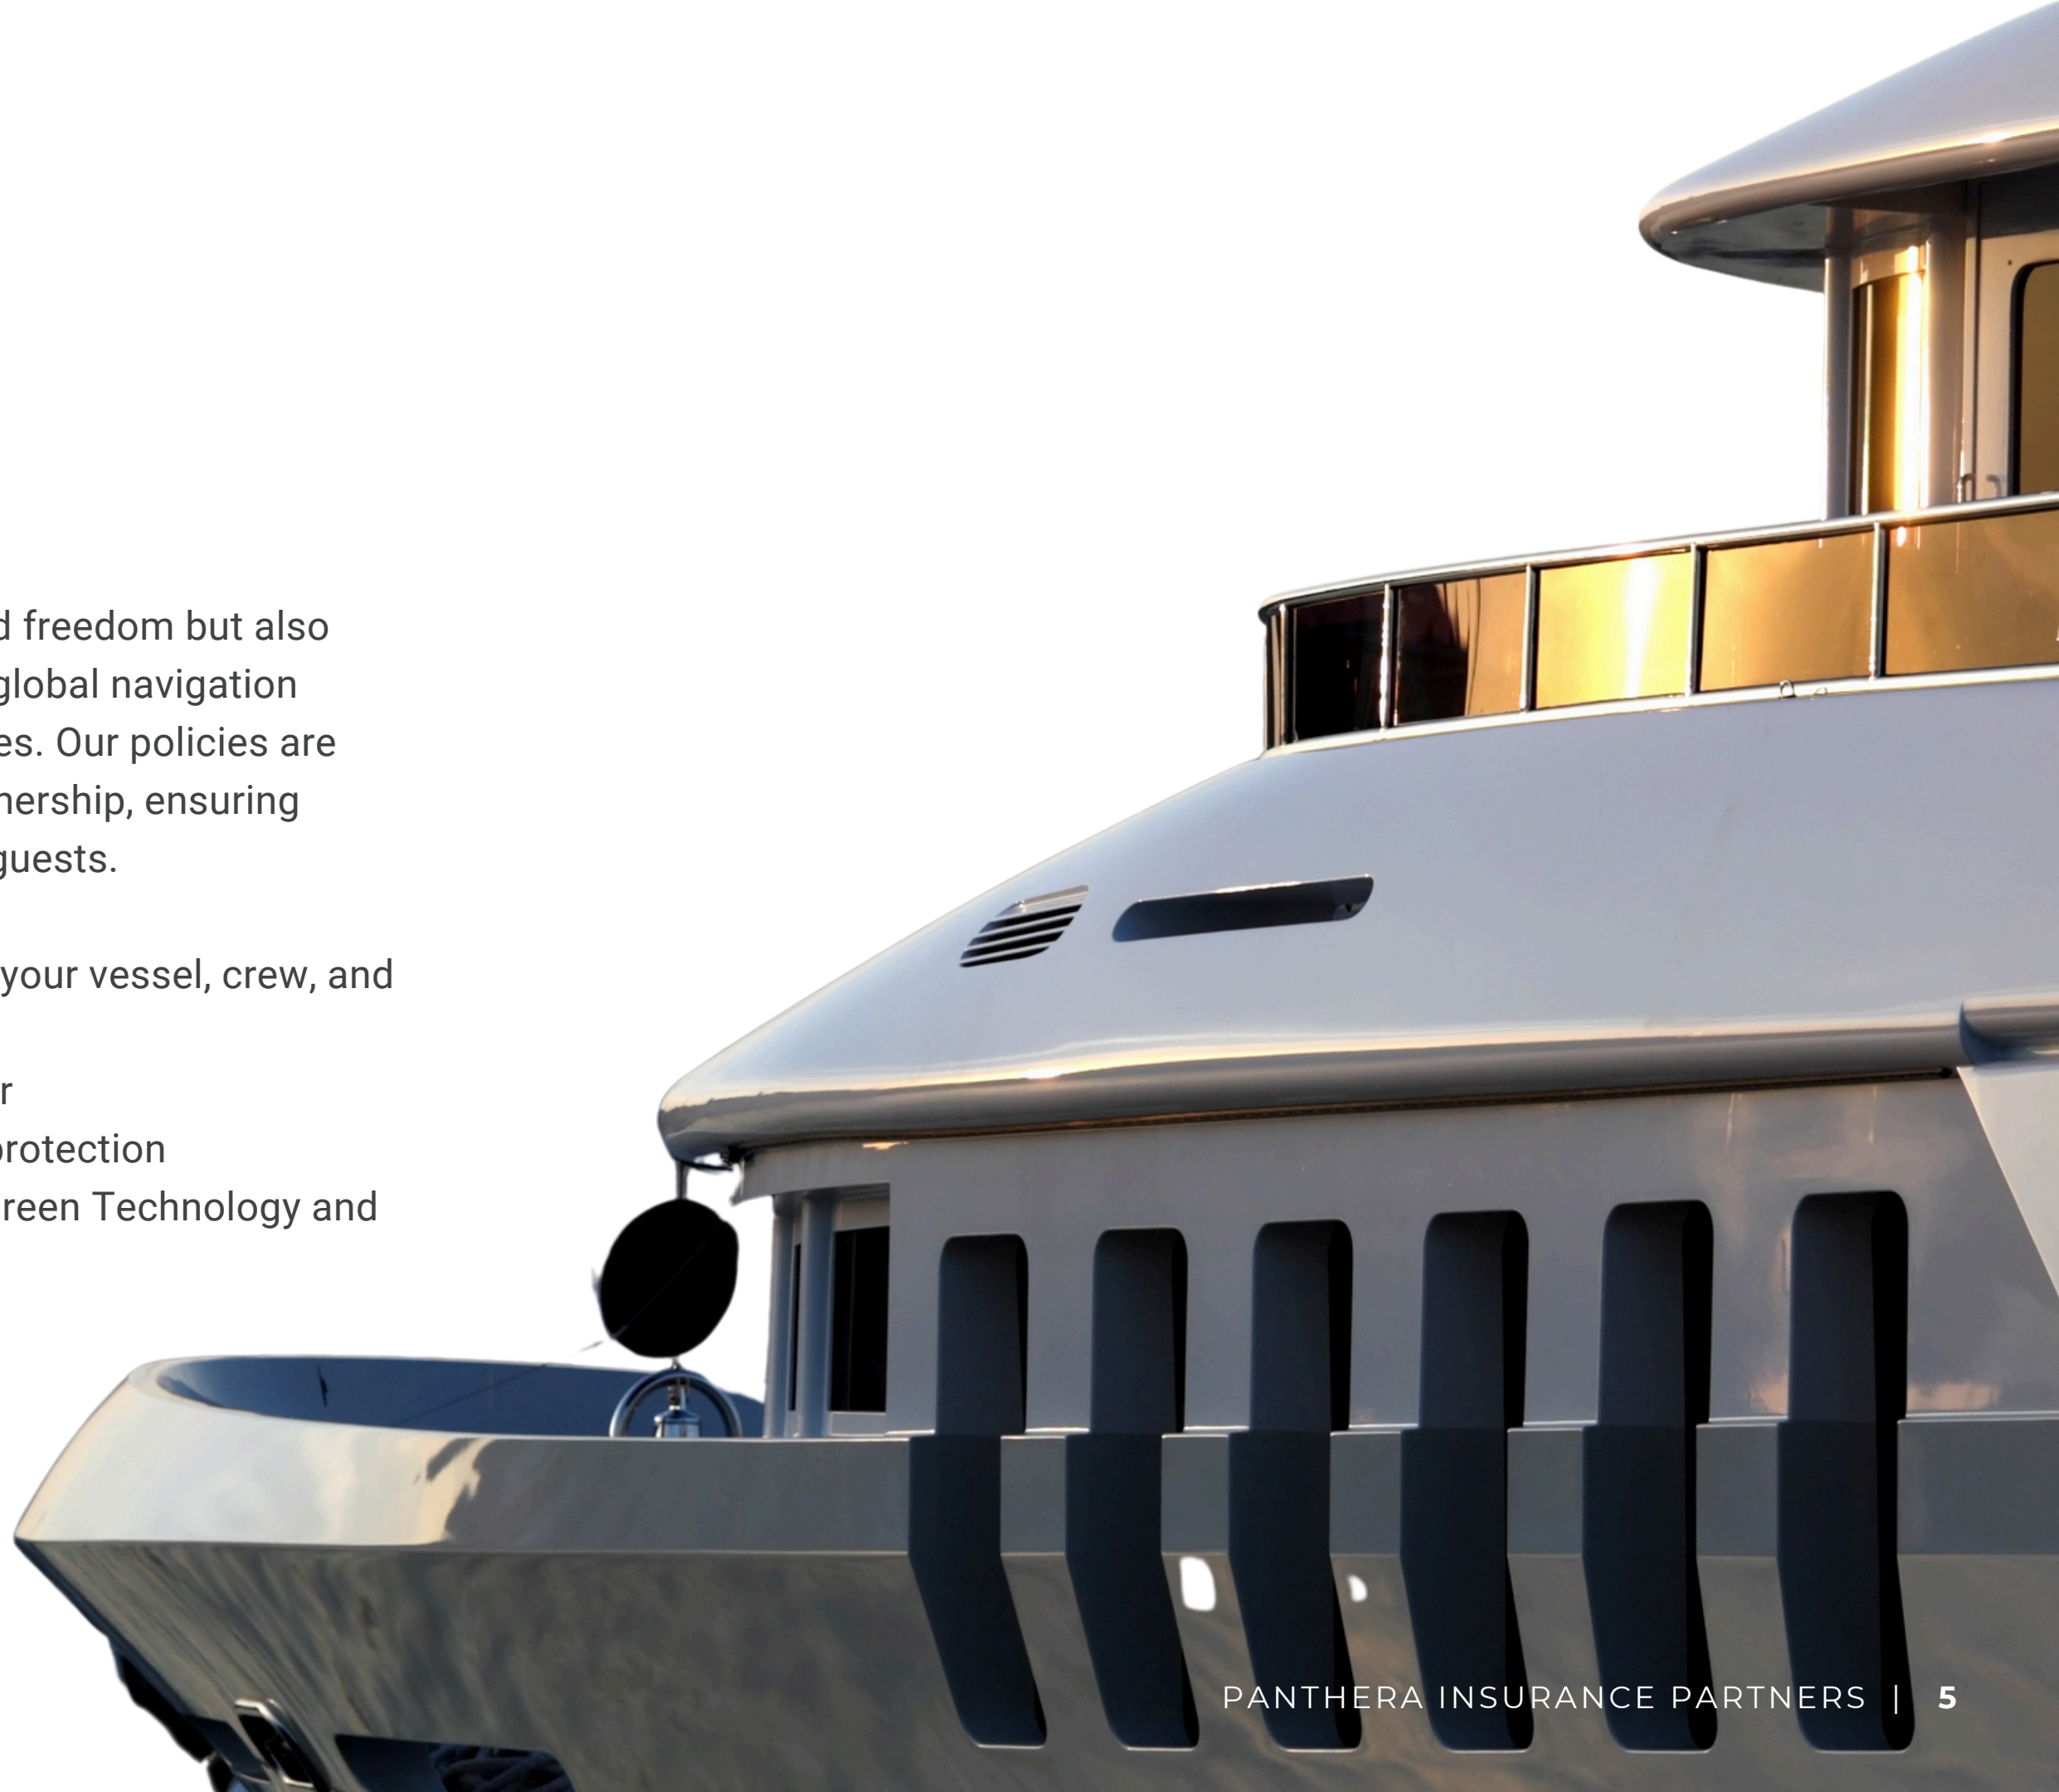 freedom but also
global navigation
es. Our policies are
nership, ensuring
guests.
your vessel, crew, and
r
protection
reen Technology and
PANTHERA INSURANCE PARTNERS | 5